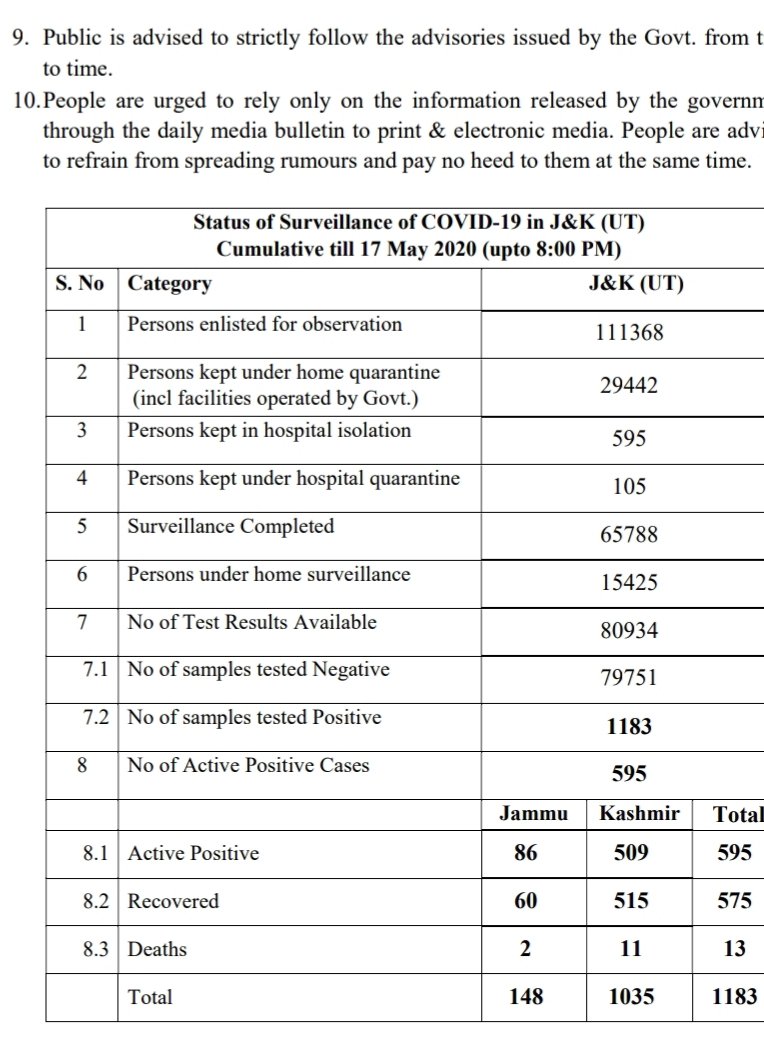 9. Public is advised to strictly follow the advisories issued by the Govt. from
to time.
10.People are urged to rely only on the information released by the
through the daily media bulletin to print & electronic media. People are
to refrain from spreading rumours and pay no heed to them at the same time.
Status of Surveillance of COVID-19 in J&K (UT)
Cumulative till 17 May 2020 (upto 8:00 PM)
S. No Category J&K (UT)
1 Persons enlisted for observation 111368
2 Persons kept under home quarantine
(incl facilities operated by Govt.) 29442
3 Persons kept in hospital isolation 595
4 Persons kept under hospital quarantine 105
5 Surveillance Completed 65788
6 Persons under home surveillance 15425
7 No of Test Results Available 80934
7.1 No of samples tested Negative 79751
7.2 No of samples tested Positive 1183
8 No of Active Positive Cases 595
Jammu Kashmir Total
8.1 Active Positive 86 509 595
8.2 Recovered 60 515 575
8.3 Deaths 2 11 13
Total 148 1035 1183